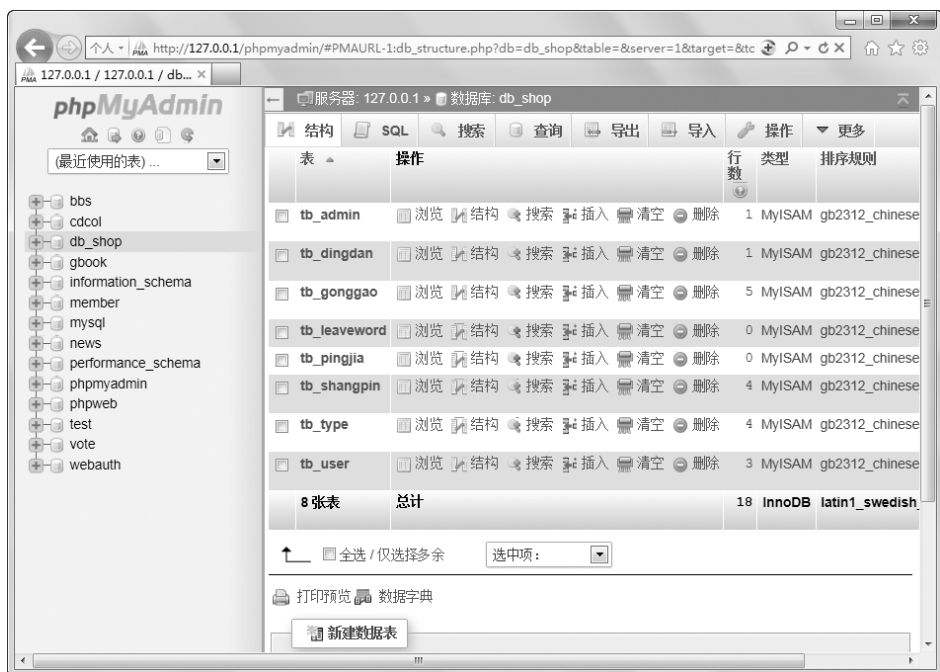 个人 http://127.0.0.1/phpmyadmin/#PMAURL-1:db_structure.php?db=db_shop&table=&server=1&target=&tc
PMA 127.0.0.1 / 127.0.0.1 / db...
phpMyAdmin
(最近使用的表) ...
bbs
cdcol
db_shop
gbook
information_schema
member
mysql
news
performance_schema
phpmyadmin
phpweb
test
vote
webauth
服务器: 127.0.0.1 » 数据库: db_shop
结构 SQL 搜索 查询 导出 导入 操作 更多
表 操作 行数 类型 排序规则
tb_admin 浏览 结构 搜索 插入 清空 删除 1 MyISAM gb2312_chinese
tb_dingdan 浏览 结构 搜索 插入 清空 删除 1 MyISAM gb2312_chinese
tb_gonggao 浏览 结构 搜索 插入 清空 删除 5 MyISAM gb2312_chinese
tb_leaveword 浏览 结构 搜索 插入 清空 删除 0 MyISAM gb2312_chinese
tb_pingjia 浏览 结构 搜索 插入 清空 删除 0 MyISAM gb2312_chinese
tb_shangpin 浏览 结构 搜索 插入 清空 删除 4 MyISAM gb2312_chinese
tb_type 浏览 结构 搜索 插入 清空 删除 4 MyISAM gb2312_chinese
tb_user 浏览 结构 搜索 插入 清空 删除 3 MyISAM gb2312_chinese
8 张表 总计 18 InnoDB latin1_swedish_
全选 / 仅选择多余 选中项：
打印预览 数据字典
新建数据表